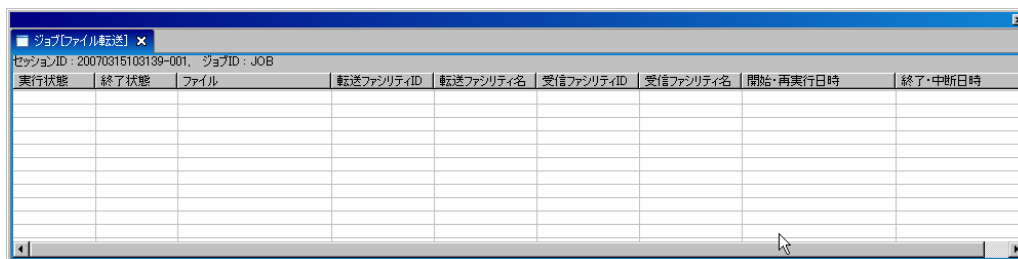 ジョブ[ファイル転送]
セッションID : 20070315103139-001, ジョブID : JOB
実行状態 終了状態 ファイル 転送ファシリティID 転送ファシリティ名 受信ファシリティID 受信ファシリティ名 開始・再実行日時 終了・中断日時